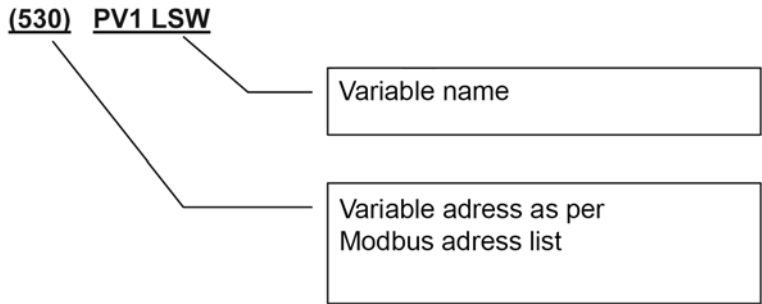 (530) PV1 LSW
Variable name
Variable adress as per
Modbus adress list